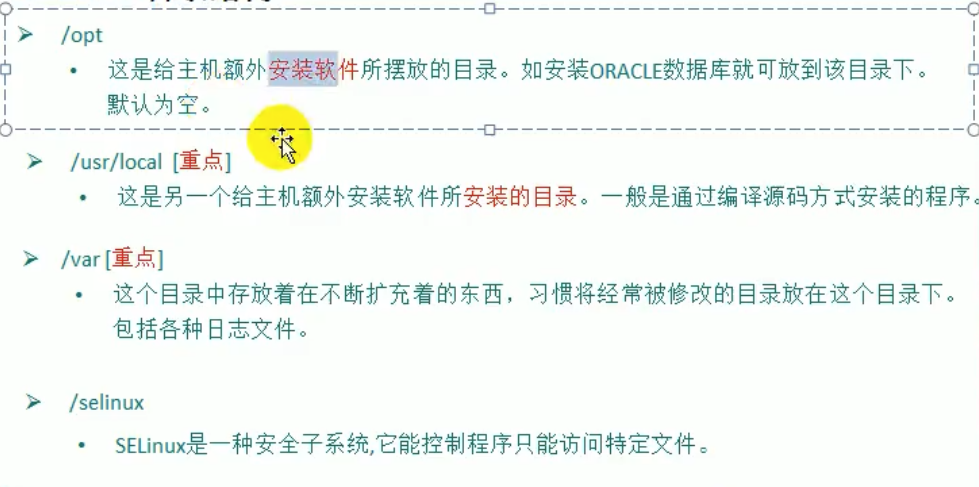 /opt
这是给主机额外安装软件所摆放的目录。如安装ORACLE数据库就可放到该目录下。
默认为空。
/usr/local [重点]
这是另一个给主机额外安装软件所安装的目录。一般是通过编译源码方式安装的程序。
/var [重点]
这个目录中存放着在不断扩充着的东西，习惯将经常被修改的目录放在这个目录下。
包括各种日志文件。
/selinux
SELinux是一种安全子系统,它能控制程序只能访问特定文件。